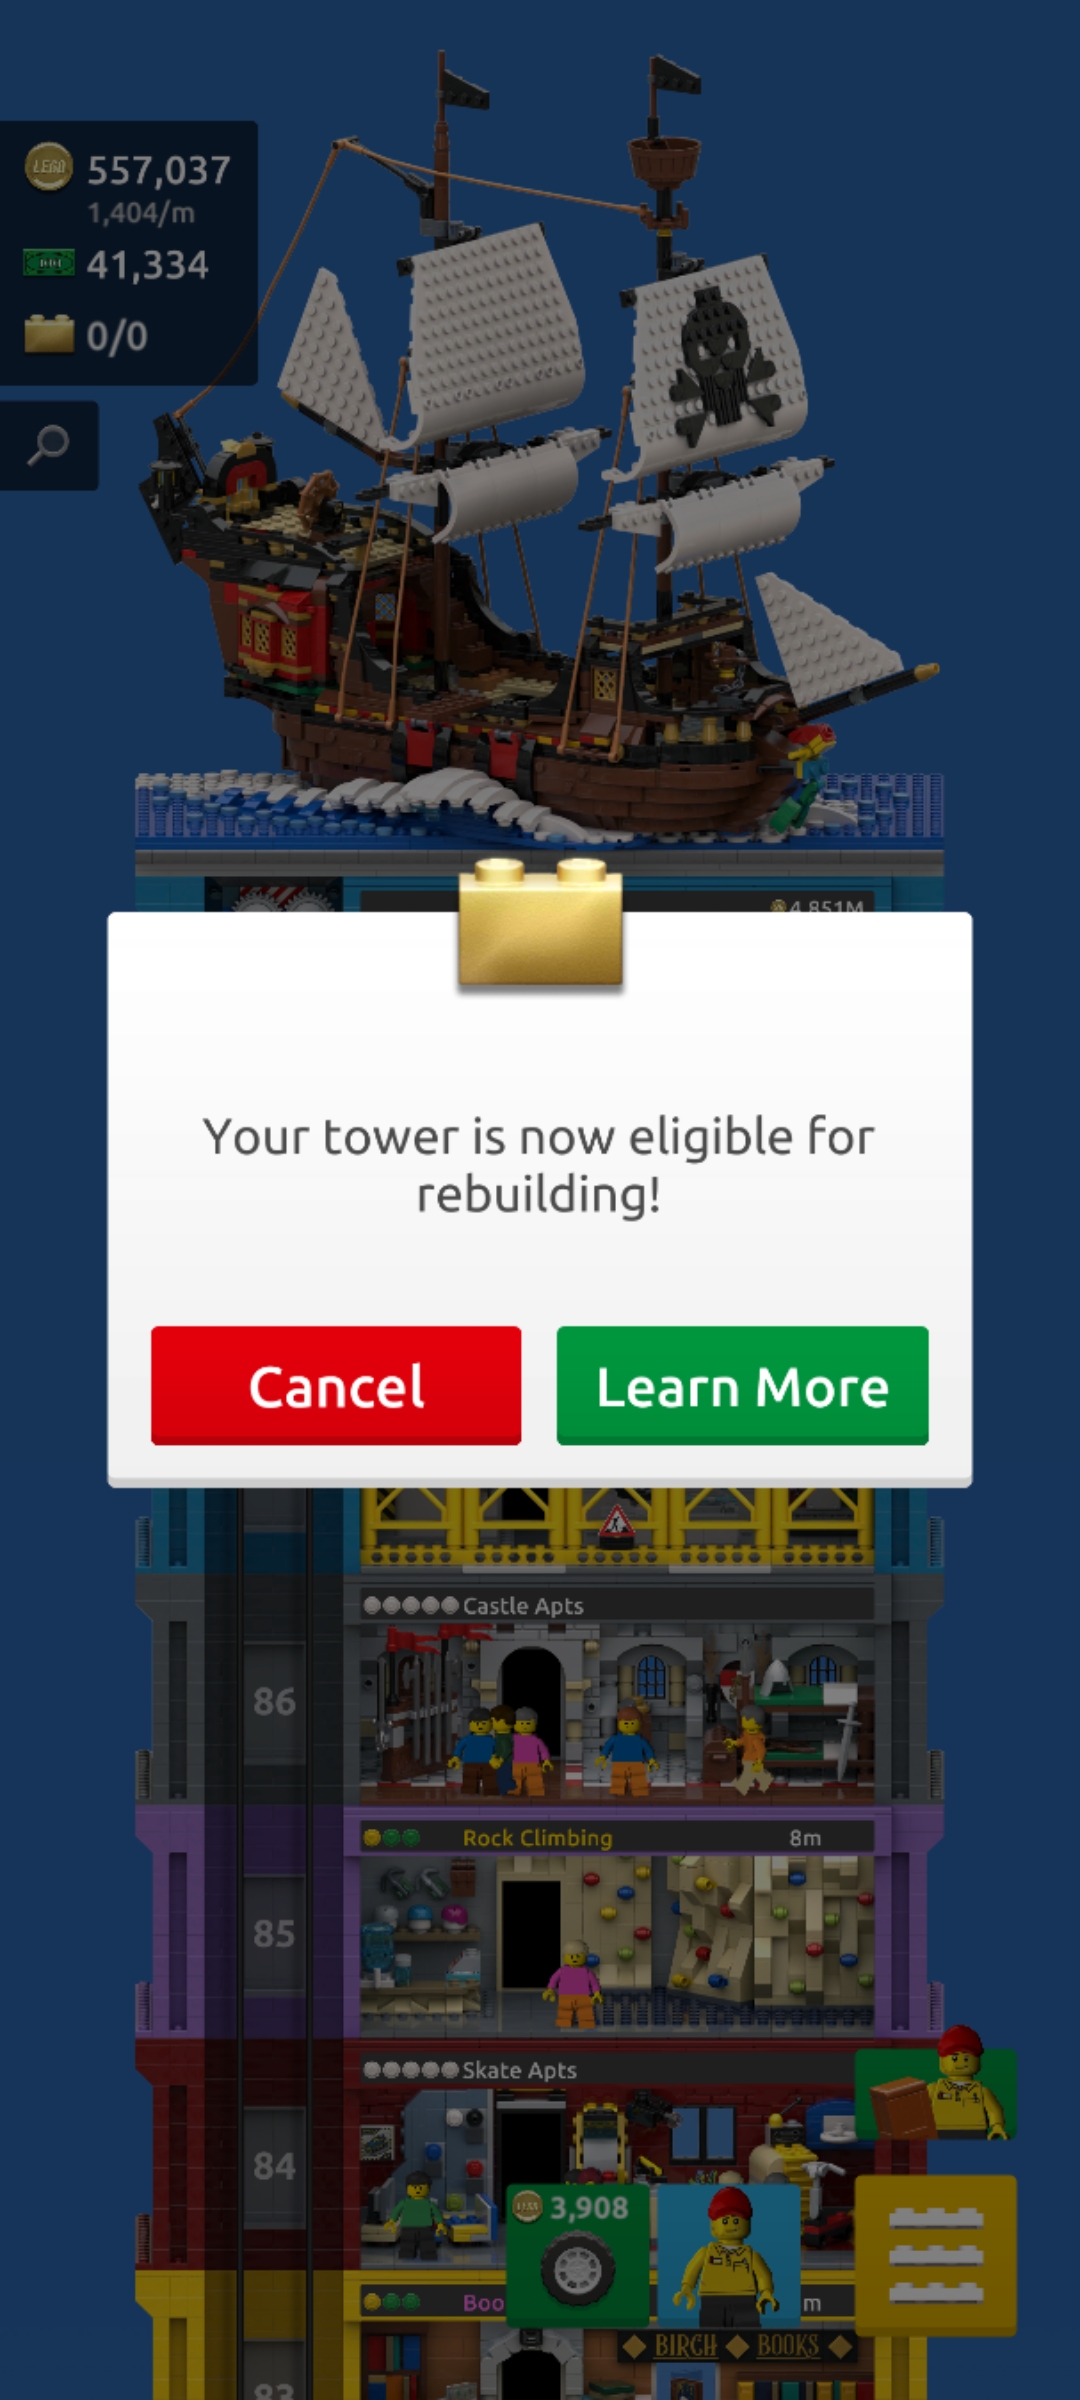 LEGO 557,037
1,404/m
41,334
0/0
4.851M
Your tower is now eligible for
rebuilding!
Cancel
Learn More
Castle Apts
86
Rock Climbing
8m
85
Skate Apts
84
3,908
Boo
m
BIRCH BOOKS
83